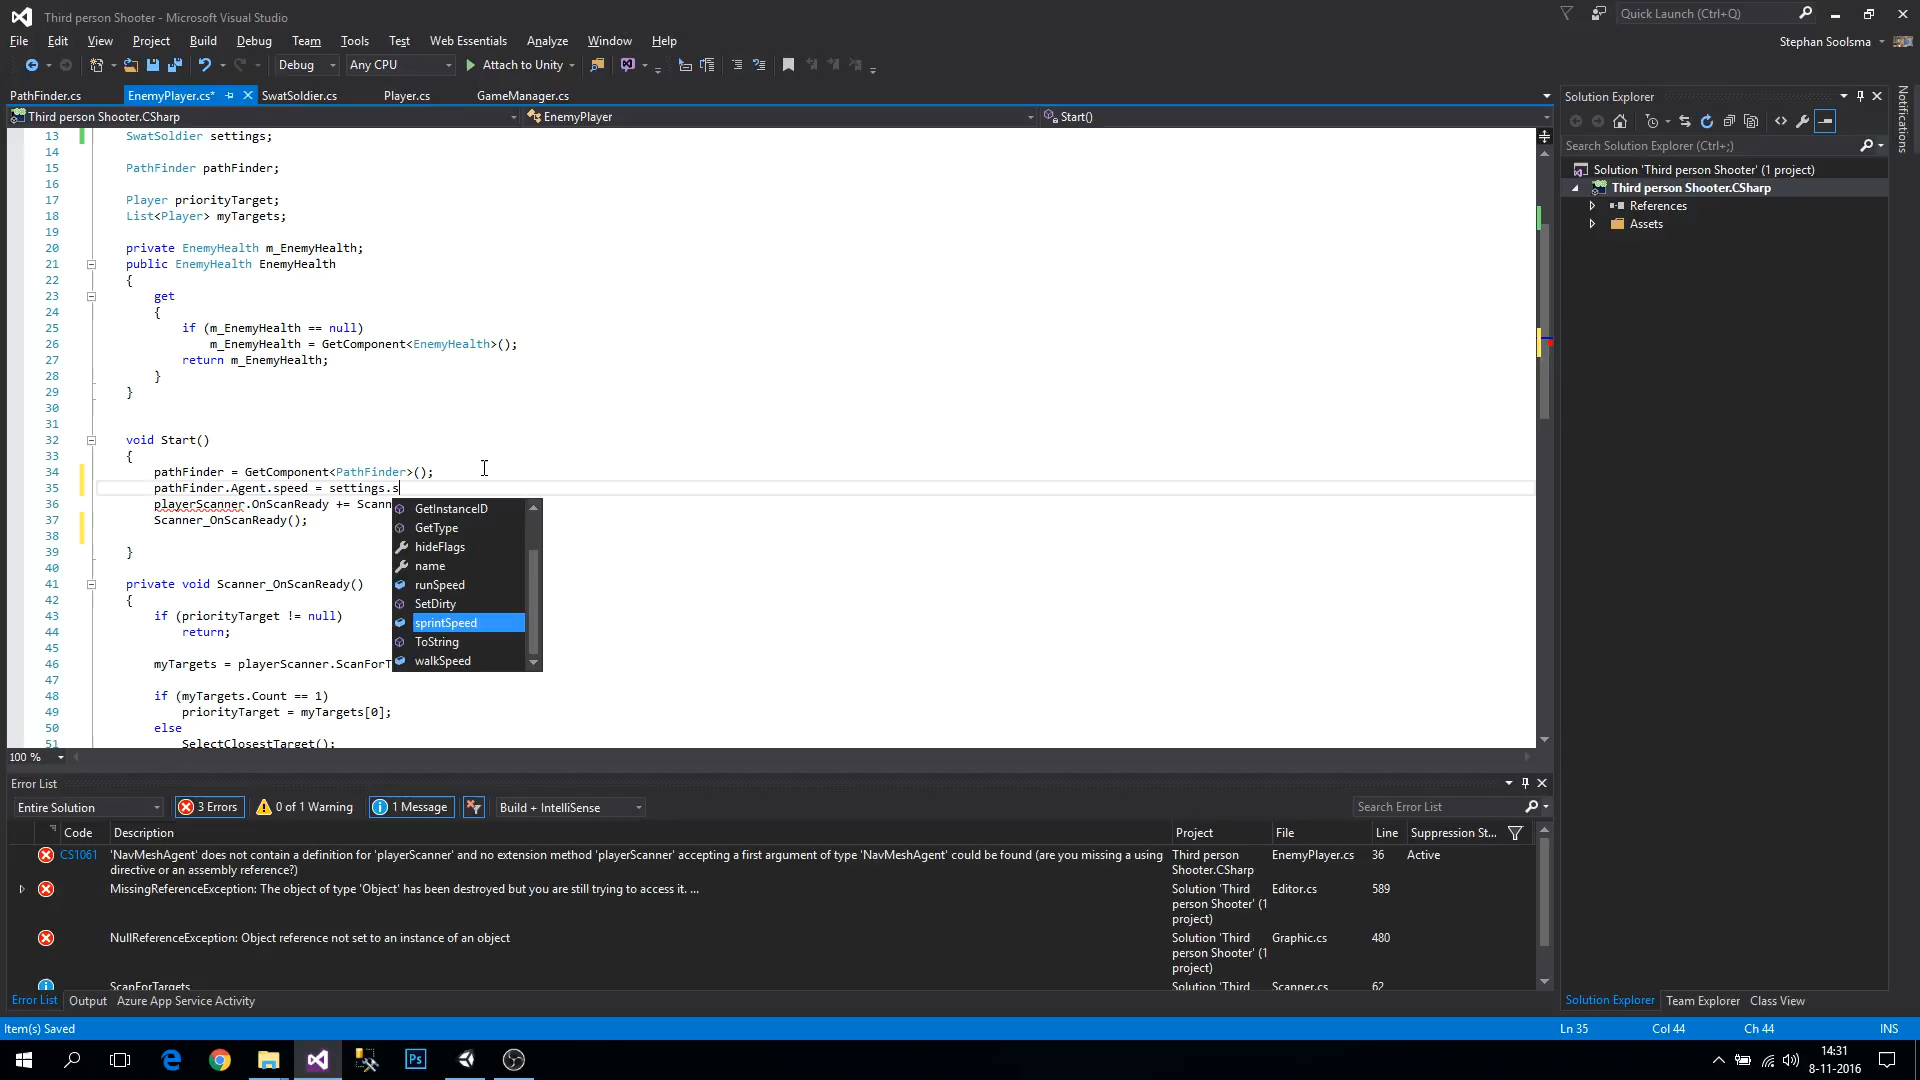 Third person Shooter - Microsoft Visual Studio
Quick Launch (Ctrl+Q)
File Edit View Project Build Debug Team Tools Test Web Essentials Analyze Window Help
Stephan Soolsma
Debug Any CPU Attach to Unity
PathFinder.cs EnemyPlayer.cs* SwatSoldier.cs Player.cs GameManager.cs
Third person Shooter.CSharp EnemyPlayer Start()
13 SwatSoldier settings;
14
15 PathFinder pathFinder;
16
17 Player priorityTarget;
18 List<Player> myTargets;
19
20 private EnemyHealth m_EnemyHealth;
21 public EnemyHealth EnemyHealth
22 {
23 get
24 {
25 if (m_EnemyHealth == null)
26 m_EnemyHealth = GetComponent<EnemyHealth>();
27 return m_EnemyHealth;
28 }
29 }
30
31
32 void Start()
33 {
34 pathFinder = GetComponent<PathFinder>();
35 pathFinder.Agent.speed = settings.s
36 playerScanner.OnScanReady += Scann
37 Scanner_OnScanReady();
38
39 }
40
41 private void Scanner_OnScanReady()
42 {
43 if (priorityTarget != null)
44 return;
45
46 myTargets = playerScanner.ScanForT
47
48 if (myTargets.Count == 1)
49 priorityTarget = myTargets[0];
50 else
51 SelectClosestTarget();
GetInstanceID
GetType
hideFlags
name
runSpeed
SetDirty
sprintSpeed
ToString
walkSpeed
100 %
Solution Explorer
Search Solution Explorer (Ctrl+;)
Solution 'Third person Shooter' (1 project)
Third person Shooter.CSharp
References
Assets
Notifications
Error List
Entire Solution 3 Errors 0 of 1 Warning 1 Message Build + IntelliSense Search Error List
Code Description Project File Line Suppression St...
CS1061 'NavMeshAgent' does not contain a definition for 'playerScanner' and no extension method 'playerScanner' accepting a first argument of type 'NavMeshAgent' could be found (are you missing a using Third person EnemyPlayer.cs 36 Active
directive or an assembly reference?) Shooter.CSharp
MissingReferenceException: The object of type 'Object' has been destroyed but you are still trying to access it. ... Solution 'Third Editor.cs 589
person Shooter' (1
project)
NullReferenceException: Object reference not set to an instance of an object Solution 'Third Graphic.cs 480
person Shooter' (1
project)
ScanForTargets Solution 'Third Scanner.cs 62
Error List Output Azure App Service Activity
Solution Explorer Team Explorer Class View
Item(s) Saved Ln 35 Col 44 Ch 44 INS
Ps
14:31
8-11-2016